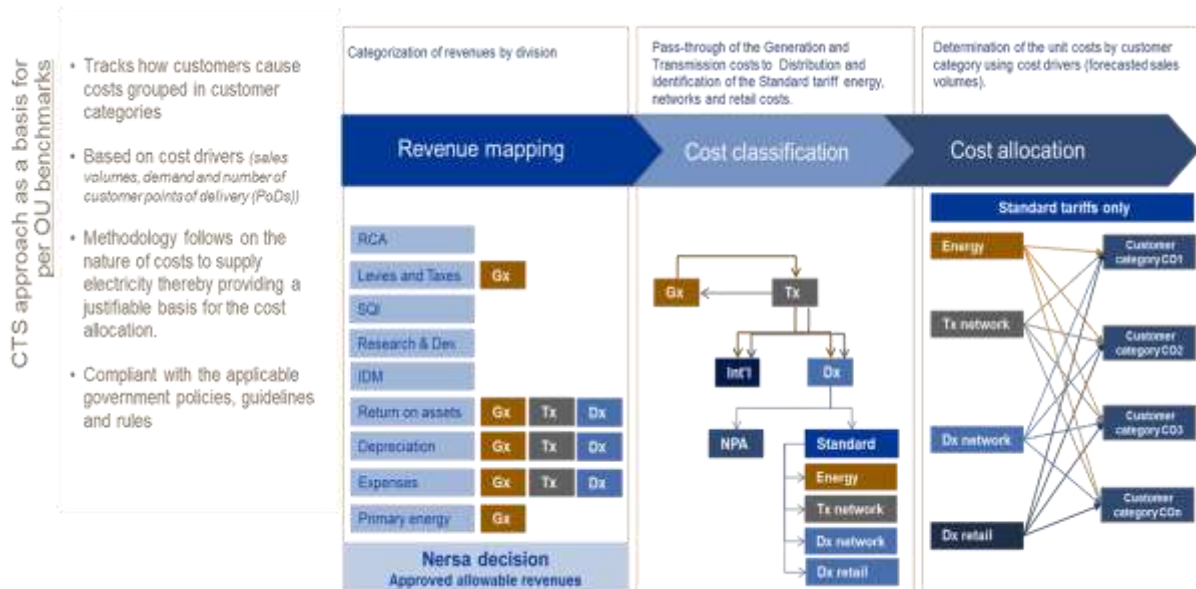 CTS approach as a basis for
per OU benchmarks
• Tracks how customers cause
costs grouped in customer
categories
• Based on cost drivers (sales
volumes, demand and number of
customer points of delivery (PoDs))
• Methodology follows on the
nature of costs to supply
electricity thereby providing a
justifiable basis for the cost
allocation.
• Compliant with the applicable
government policies, guidelines
and rules
Categorization of revenues by division
Revenue mapping
RCA
Levies and Taxes Gx
SQI
Research & Dev
IDM
Return on assets Gx Tx Dx
Depreciation Gx Tx Dx
Expenses Gx Tx Dx
Primary energy Gx
Nersa decision
Approved allowable revenues
Pass-through of the Generation and
Transmission costs to Distribution and
identification of the Standard tariff energy,
networks and retail costs.
Cost classification
Gx Tx
Int'l Dx
NPA Standard
Energy
Tx network
Dx network
Dx retail
Determination of the unit costs by customer
category using cost drivers (forecasted sales
volumes).
Cost allocation
Standard tariffs only
Energy
Tx network
Dx network
Dx retail
Customer
category CO1
Customer
category CO2
Customer
category CO3
Customer
category COn